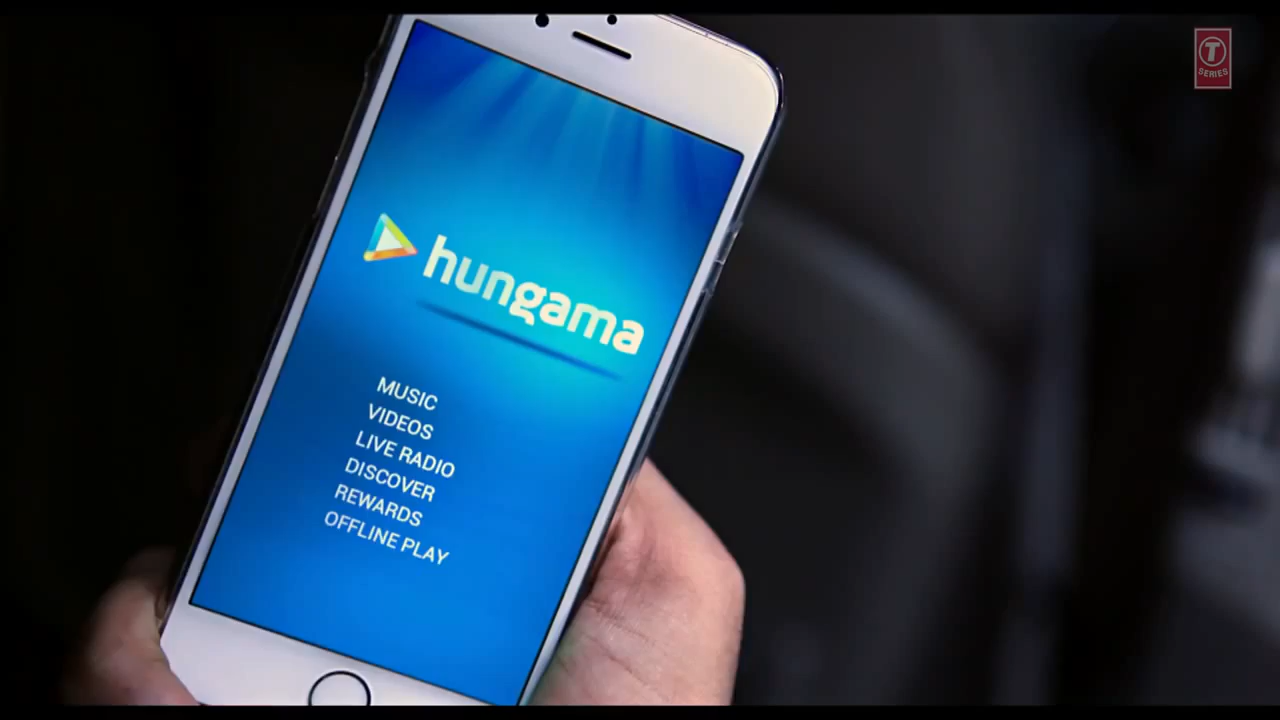 T
SERIES
hungama
MUSIC
VIDEOS
LIVE RADIO
DISCOVER
REWARDS
OFFLINE PLAY